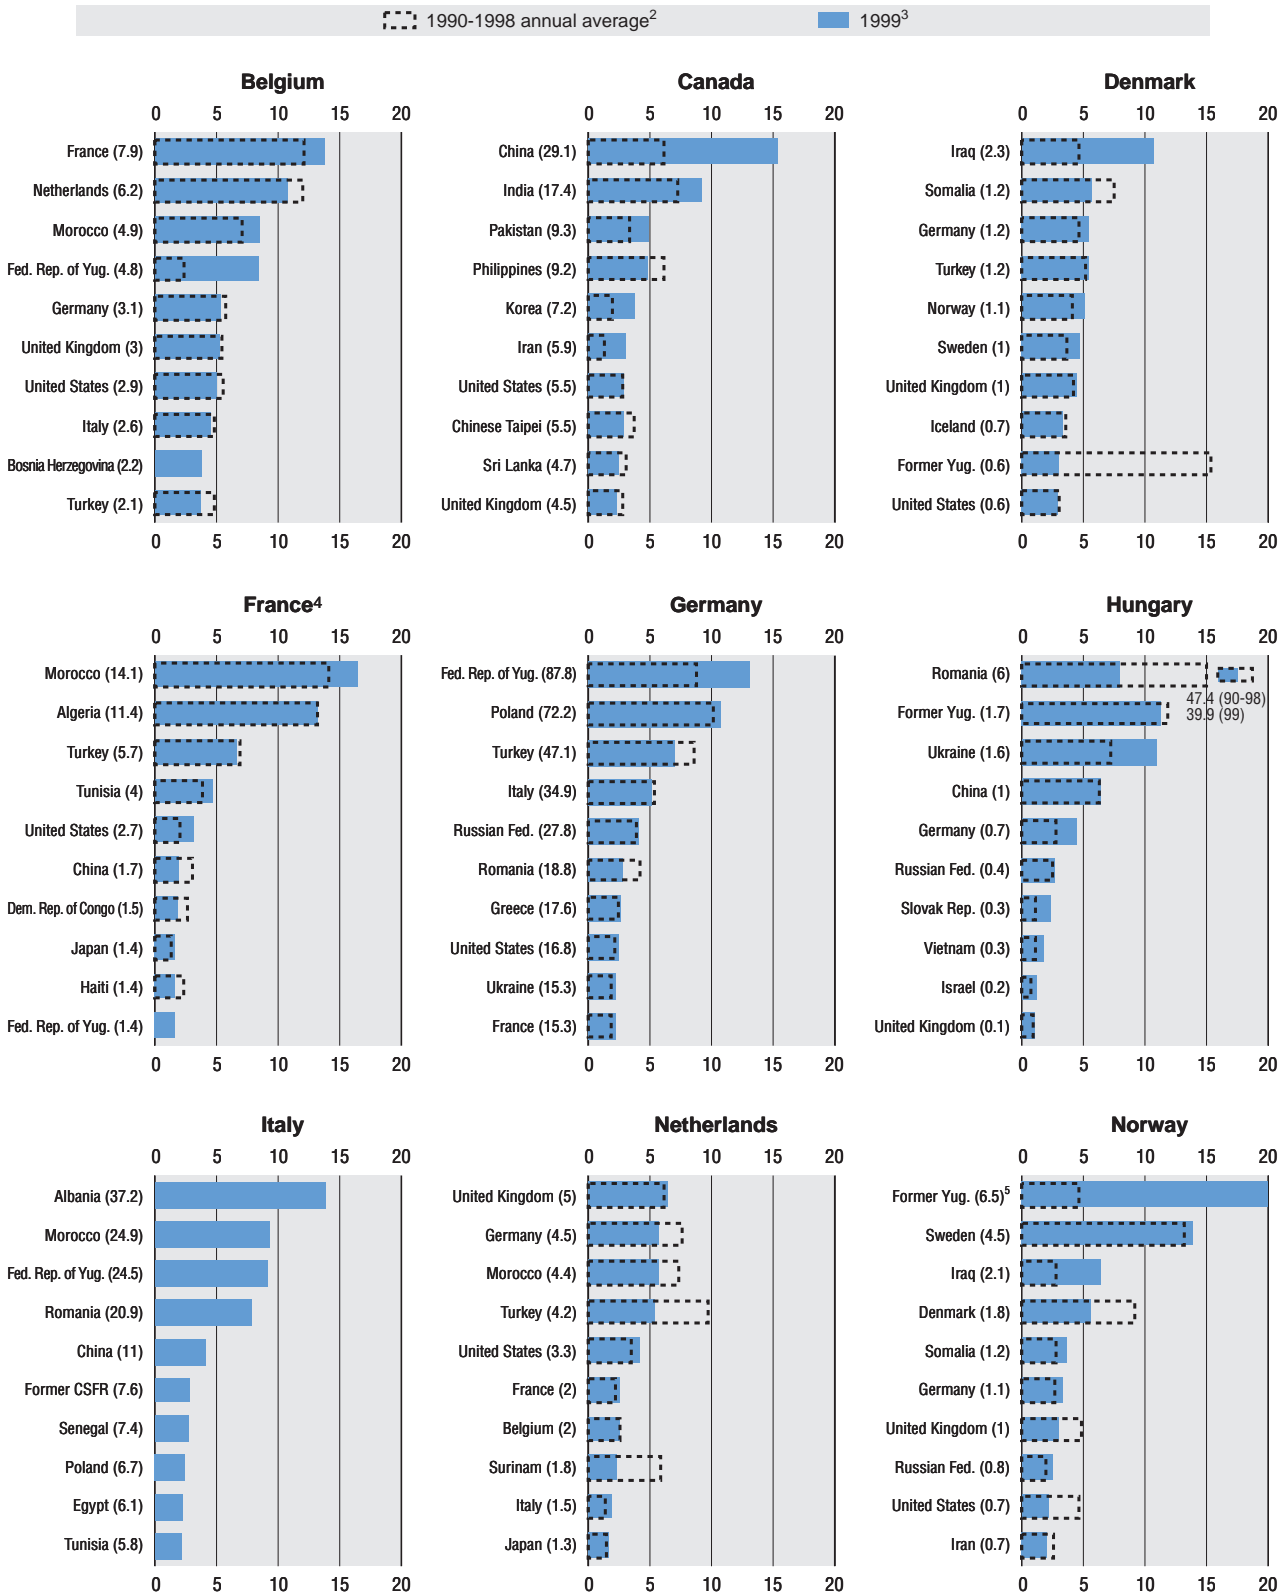 1990-1998 annual average2 19993
Belgium Canada Denmark
0 5 10 15 20 0 5 10 15 20 0 5 10 15 20
France (7.9) China (29.1) Iraq (2.3)
Netherlands (6.2) India (17.4) Somalia (1.2)
Morocco (4.9) Pakistan (9.3) Germany (1.2)
Fed. Rep. of Yug. (4.8) Philippines (9.2) Turkey (1.2)
Germany (3.1) Korea (7.2) Norway (1.1)
United Kingdom (3) Iran (5.9) Sweden (1)
United States (2.9) United States (5.5) United Kingdom (1)
Italy (2.6) Chinese Taipei (5.5) Iceland (0.7)
Bosnia Herzegovina (2.2) Sri Lanka (4.7) Former Yug. (0.6)
Turkey (2.1) United Kingdom (4.5) United States (0.6)
0 5 10 15 20 0 5 10 15 20 0 5 10 15 20
France4 Germany Hungary
0 5 10 15 20 0 5 10 15 20 0 5 10 15 20
Morocco (14.1) Fed. Rep. of Yug. (87.8) Romania (6)
47.4 (90-98)
Algeria (11.4) Poland (72.2) Former Yug. (1.7) 39.9 (99)
Turkey (5.7) Turkey (47.1) Ukraine (1.6)
Tunisia (4) Italy (34.9) China (1)
United States (2.7) Russian Fed. (27.8) Germany (0.7)
China (1.7) Romania (18.8) Russian Fed. (0.4)
Dem. Rep. of Congo (1.5) Greece (17.6) Slovak Rep. (0.3)
Japan (1.4) United States (16.8) Vietnam (0.3)
Haiti (1.4) Ukraine (15.3) Israel (0.2)
Fed. Rep. of Yug. (1.4) France (15.3) United Kingdom (0.1)
0 5 10 15 20 0 5 10 15 20 0 5 10 15 20
Italy Netherlands Norway
0 5 10 15 20 0 5 10 15 20 0 5 10 15 20
Albania (37.2) United Kingdom (5) Former Yug. (6.5)5
Morocco (24.9) Germany (4.5) Sweden (4.5)
Fed. Rep. of Yug. (24.5) Morocco (4.4) Iraq (2.1)
Romania (20.9) Turkey (4.2) Denmark (1.8)
China (11) United States (3.3) Somalia (1.2)
Former CSFR (7.6) France (2) Germany (1.1)
Senegal (7.4) Belgium (2) United Kingdom (1)
Poland (6.7) Surinam (1.8) Russian Fed. (0.8)
Egypt (6.1) Italy (1.5) United States (0.7)
Tunisia (5.8) Japan (1.3) Iran (0.7)
0 5 10 15 20 0 5 10 15 20 0 5 10 15 20